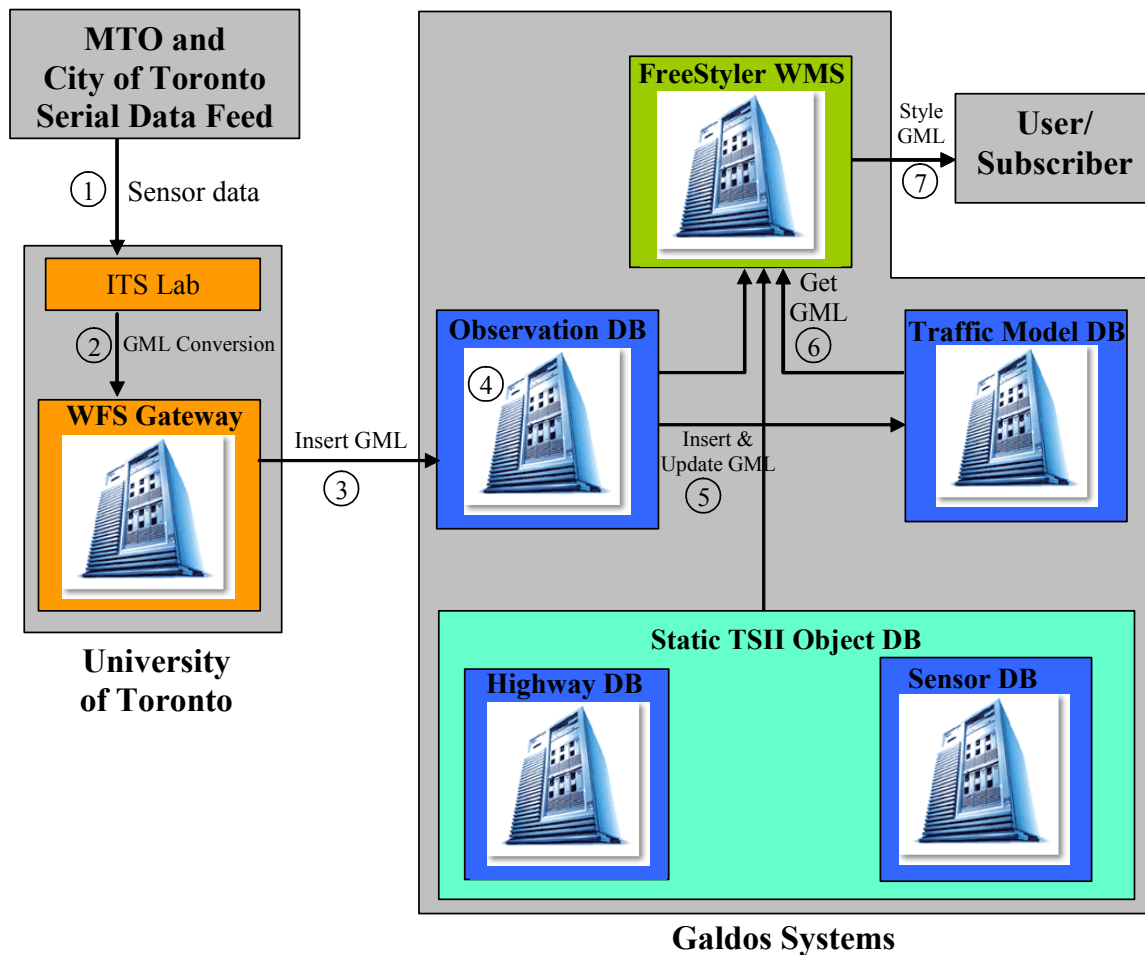 MTO and
City of Toronto
Serial Data Feed
1
Sensor data
ITS Lab
2
GML Conversion
WFS Gateway
University
of Toronto
Insert GML
3
FreeStyler WMS
Style
GML
7
User/
Subscriber
Get
GML
6
Observation DB
4
Traffic Model DB
Insert &
Update GML
5
Static TSII Object DB
Highway DB
Sensor DB
Galdos Systems